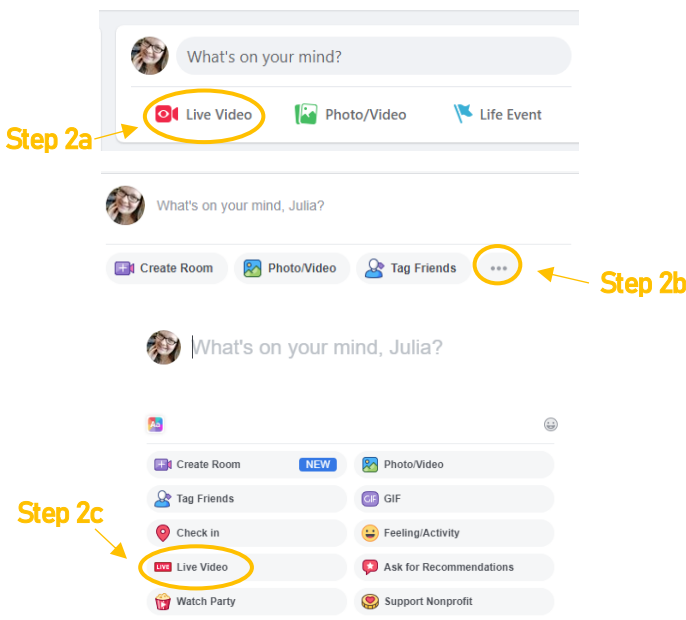 What's on your mind?
Live Video Photo/Video Life Event
Step 2a
What's on your mind, Julia?
Create Room Photo/Video Tag Friends
Step 2b
What's on your mind, Julia?
Aa
Create Room NEW Photo/Video
Tag Friends GIF GIF
Step 2c
Check in Feeling/Activity
LIVE Live Video Ask for Recommendations
Watch Party Support Nonprofit